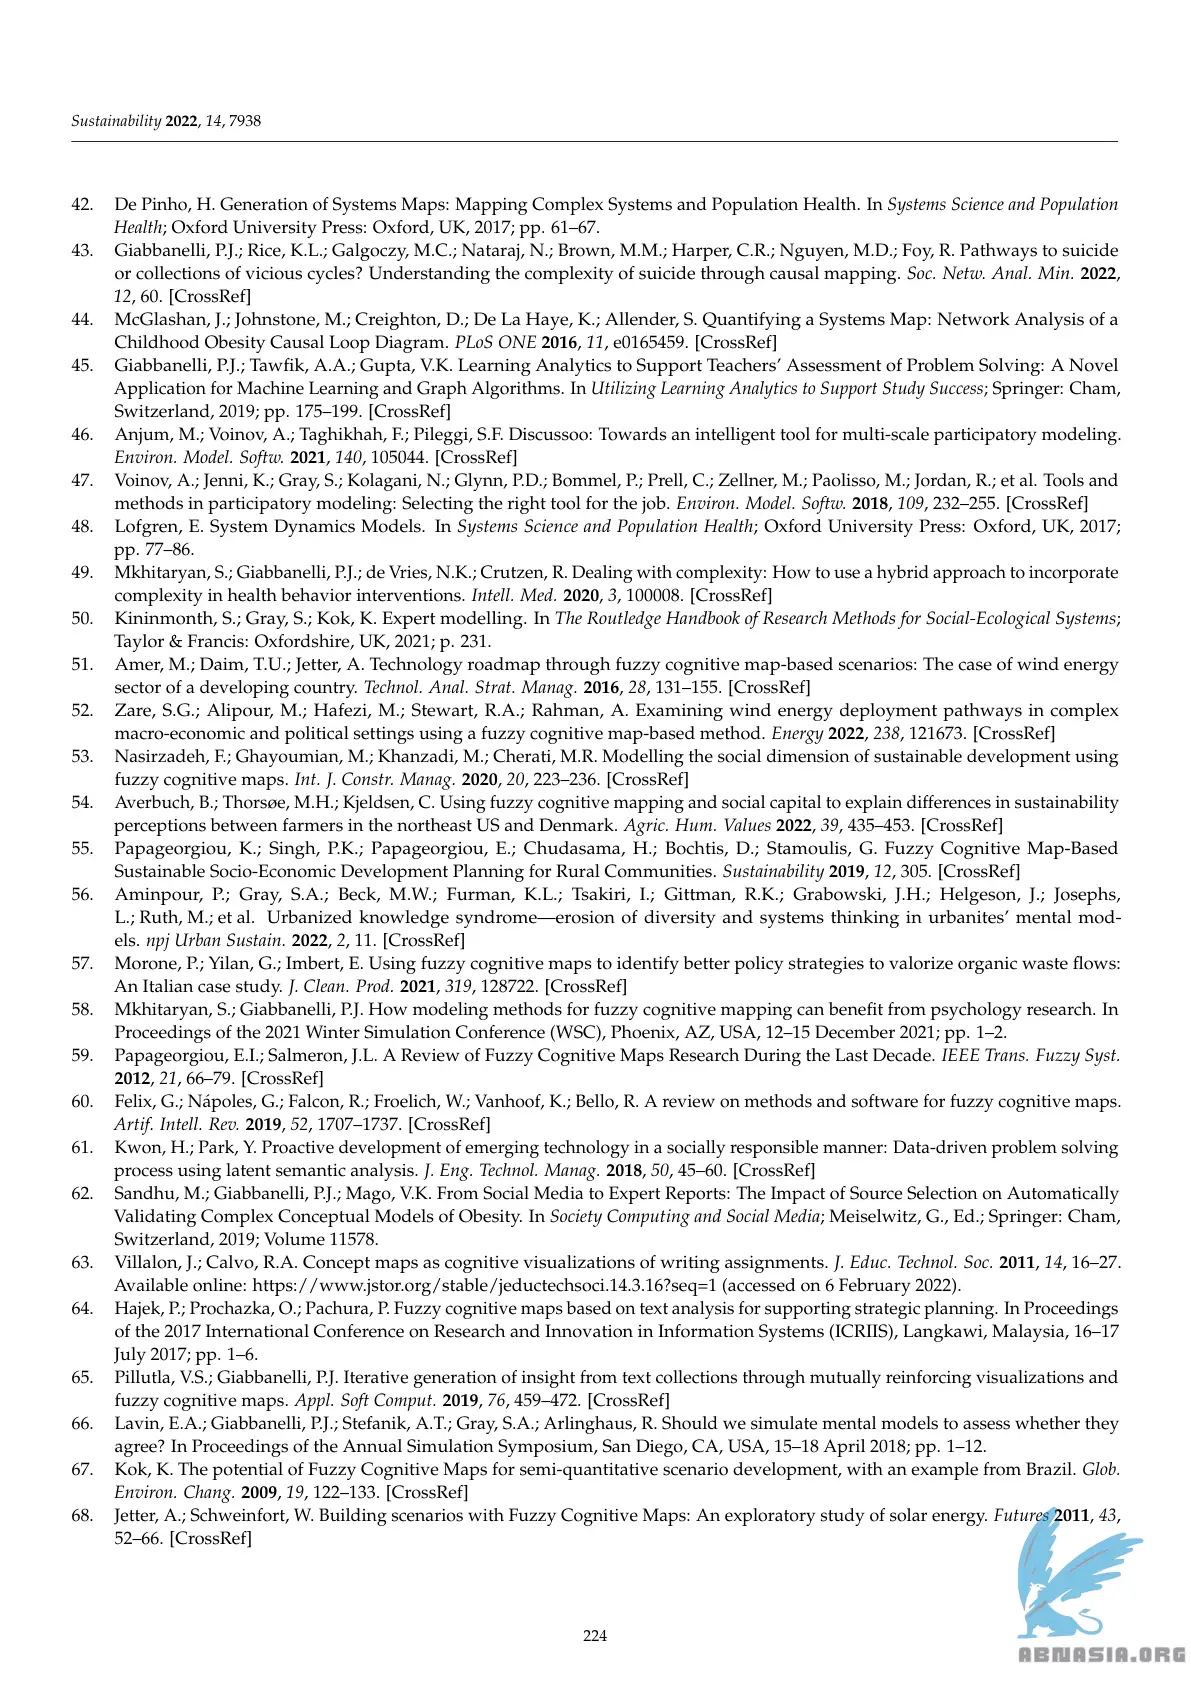 Sustainability 2022, 14, 7938
42. De Pinho, H. Generation of Systems Maps: Mapping Complex Systems and Population Health. In Systems Science and Population
Health; Oxford University Press: Oxford, UK, 2017; pp. 61–67.
43. Giabbanelli, P.J.; Rice, K.L.; Galgoczy, M.C.; Nataraj, N.; Brown, M.M.; Harper, C.R.; Nguyen, M.D.; Foy, R. Pathways to suicide
or collections of vicious cycles? Understanding the complexity of suicide through causal mapping. Soc. Netw. Anal. Min. 2022,
12, 60. [CrossRef]
44. McGlashan, J.; Johnstone, M.; Creighton, D.; De La Haye, K.; Allender, S. Quantifying a Systems Map: Network Analysis of a
Childhood Obesity Causal Loop Diagram. PLoS ONE 2016, 11, e0165459. [CrossRef]
45. Giabbanelli, P.J.; Tawfik, A.A.; Gupta, V.K. Learning Analytics to Support Teachers’ Assessment of Problem Solving: A Novel
Application for Machine Learning and Graph Algorithms. In Utilizing Learning Analytics to Support Study Success; Springer: Cham,
Switzerland, 2019; pp. 175–199. [CrossRef]
46. Anjum, M.; Voinov, A.; Taghikhah, F.; Pileggi, S.F. Discussoo: Towards an intelligent tool for multi-scale participatory modeling.
Environ. Model. Softw. 2021, 140, 105044. [CrossRef]
47. Voinov, A.; Jenni, K.; Gray, S.; Kolagani, N.; Glynn, P.D.; Bommel, P.; Prell, C.; Zellner, M.; Paolisso, M.; Jordan, R.; et al. Tools and
methods in participatory modeling: Selecting the right tool for the job. Environ. Model. Softw. 2018, 109, 232–255. [CrossRef]
48. Lofgren, E. System Dynamics Models. In Systems Science and Population Health; Oxford University Press: Oxford, UK, 2017;
pp. 77–86.
49. Mkhitaryan, S.; Giabbanelli, P.J.; de Vries, N.K.; Crutzen, R. Dealing with complexity: How to use a hybrid approach to incorporate
complexity in health behavior interventions. Intell. Med. 2020, 3, 100008. [CrossRef]
50. Kininmonth, S.; Gray, S.; Kok, K. Expert modelling. In The Routledge Handbook of Research Methods for Social-Ecological Systems;
Taylor & Francis: Oxfordshire, UK, 2021; p. 231.
51. Amer, M.; Daim, T.U.; Jetter, A. Technology roadmap through fuzzy cognitive map-based scenarios: The case of wind energy
sector of a developing country. Technol. Anal. Strat. Manag. 2016, 28, 131–155. [CrossRef]
52. Zare, S.G.; Alipour, M.; Hafezi, M.; Stewart, R.A.; Rahman, A. Examining wind energy deployment pathways in complex
macro-economic and political settings using a fuzzy cognitive map-based method. Energy 2022, 238, 121673. [CrossRef]
53. Nasirzadeh, F.; Ghayoumian, M.; Khanzadi, M.; Cherati, M.R. Modelling the social dimension of sustainable development using
fuzzy cognitive maps. Int. J. Constr. Manag. 2020, 20, 223–236. [CrossRef]
54. Averbuch, B.; Thorsøe, M.H.; Kjeldsen, C. Using fuzzy cognitive mapping and social capital to explain differences in sustainability
perceptions between farmers in the northeast US and Denmark. Agric. Hum. Values 2022, 39, 435–453. [CrossRef]
55. Papageorgiou, K.; Singh, P.K.; Papageorgiou, E.; Chudasama, H.; Bochtis, D.; Stamoulis, G. Fuzzy Cognitive Map-Based
Sustainable Socio-Economic Development Planning for Rural Communities. Sustainability 2019, 12, 305. [CrossRef]
56. Aminpour, P.; Gray, S.A.; Beck, M.W.; Furman, K.L.; Tsakiri, I.; Gittman, R.K.; Grabowski, J.H.; Helgeson, J.; Josephs,
L.; Ruth, M.; et al. Urbanized knowledge syndrome—erosion of diversity and systems thinking in urbanites’ mental mod-
els. npj Urban Sustain. 2022, 2, 11. [CrossRef]
57. Morone, P.; Yilan, G.; Imbert, E. Using fuzzy cognitive maps to identify better policy strategies to valorize organic waste flows:
An Italian case study. J. Clean. Prod. 2021, 319, 128722. [CrossRef]
58. Mkhitaryan, S.; Giabbanelli, P.J. How modeling methods for fuzzy cognitive mapping can benefit from psychology research. In
Proceedings of the 2021 Winter Simulation Conference (WSC), Phoenix, AZ, USA, 12–15 December 2021; pp. 1–2.
59. Papageorgiou, E.I.; Salmeron, J.L. A Review of Fuzzy Cognitive Maps Research During the Last Decade. IEEE Trans. Fuzzy Syst.
2012, 21, 66–79. [CrossRef]
60. Felix, G.; Nápoles, G.; Falcon, R.; Froelich, W.; Vanhoof, K.; Bello, R. A review on methods and software for fuzzy cognitive maps.
Artif. Intell. Rev. 2019, 52, 1707–1737. [CrossRef]
61. Kwon, H.; Park, Y. Proactive development of emerging technology in a socially responsible manner: Data-driven problem solving
process using latent semantic analysis. J. Eng. Technol. Manag. 2018, 50, 45–60. [CrossRef]
62. Sandhu, M.; Giabbanelli, P.J.; Mago, V.K. From Social Media to Expert Reports: The Impact of Source Selection on Automatically
Validating Complex Conceptual Models of Obesity. In Society Computing and Social Media; Meiselwitz, G., Ed.; Springer: Cham,
Switzerland, 2019; Volume 11578.
63. Villalon, J.; Calvo, R.A. Concept maps as cognitive visualizations of writing assignments. J. Educ. Technol. Soc. 2011, 14, 16–27.
Available online: https://www.jstor.org/stable/jeductechsoci.14.3.16?seq=1 (accessed on 6 February 2022).
64. Hajek, P.; Prochazka, O.; Pachura, P. Fuzzy cognitive maps based on text analysis for supporting strategic planning. In Proceedings
of the 2017 International Conference on Research and Innovation in Information Systems (ICRIIS), Langkawi, Malaysia, 16–17
July 2017; pp. 1–6.
65. Pillutla, V.S.; Giabbanelli, P.J. Iterative generation of insight from text collections through mutually reinforcing visualizations and
fuzzy cognitive maps. Appl. Soft Comput. 2019, 76, 459–472. [CrossRef]
66. Lavin, E.A.; Giabbanelli, P.J.; Stefanik, A.T.; Gray, S.A.; Arlinghaus, R. Should we simulate mental models to assess whether they
agree? In Proceedings of the Annual Simulation Symposium, San Diego, CA, USA, 15–18 April 2018; pp. 1–12.
67. Kok, K. The potential of Fuzzy Cognitive Maps for semi-quantitative scenario development, with an example from Brazil. Glob.
Environ. Chang. 2009, 19, 122–133. [CrossRef]
68. Jetter, A.; Schweinfort, W. Building scenarios with Fuzzy Cognitive Maps: An exploratory study of solar energy. Futures 2011, 43,
52–66. [CrossRef]
224
ABNASIA.ORG